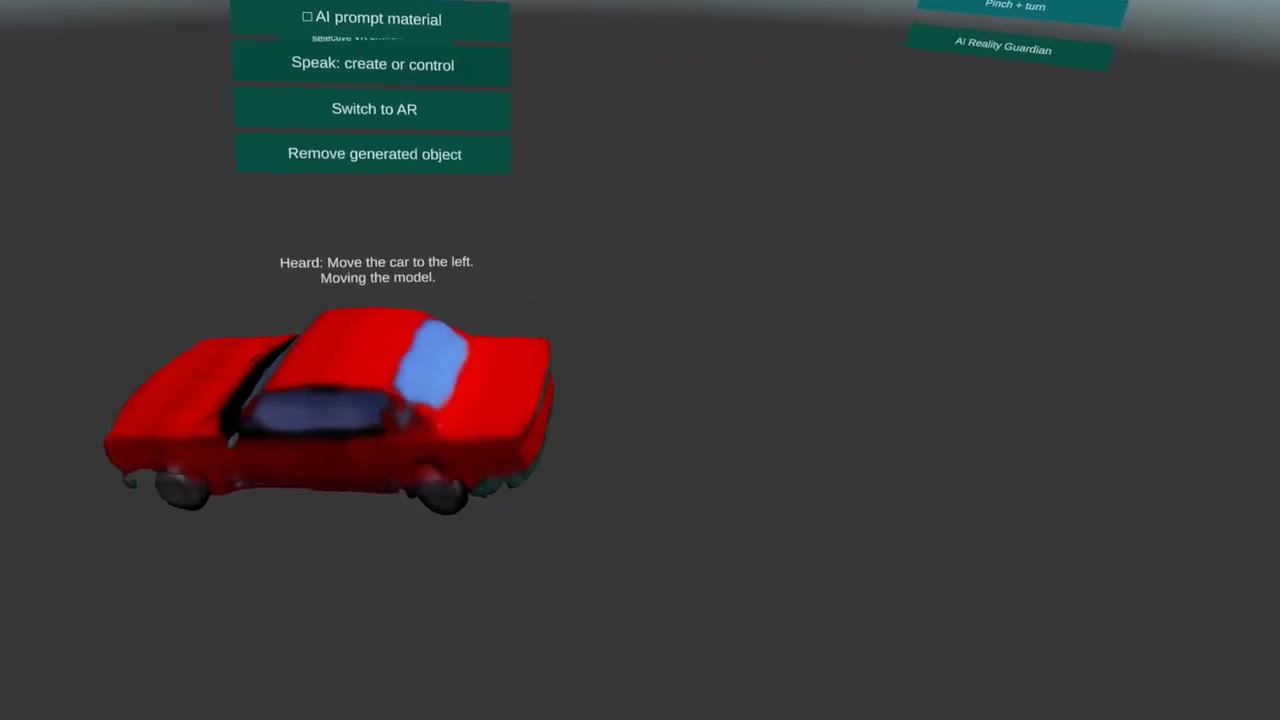 ☐ AI prompt material
Speak: create or control
Switch to AR
Remove generated object
Heard: Move the car to the left.
Moving the model.
Pinch + turn
AI Reality Guardian